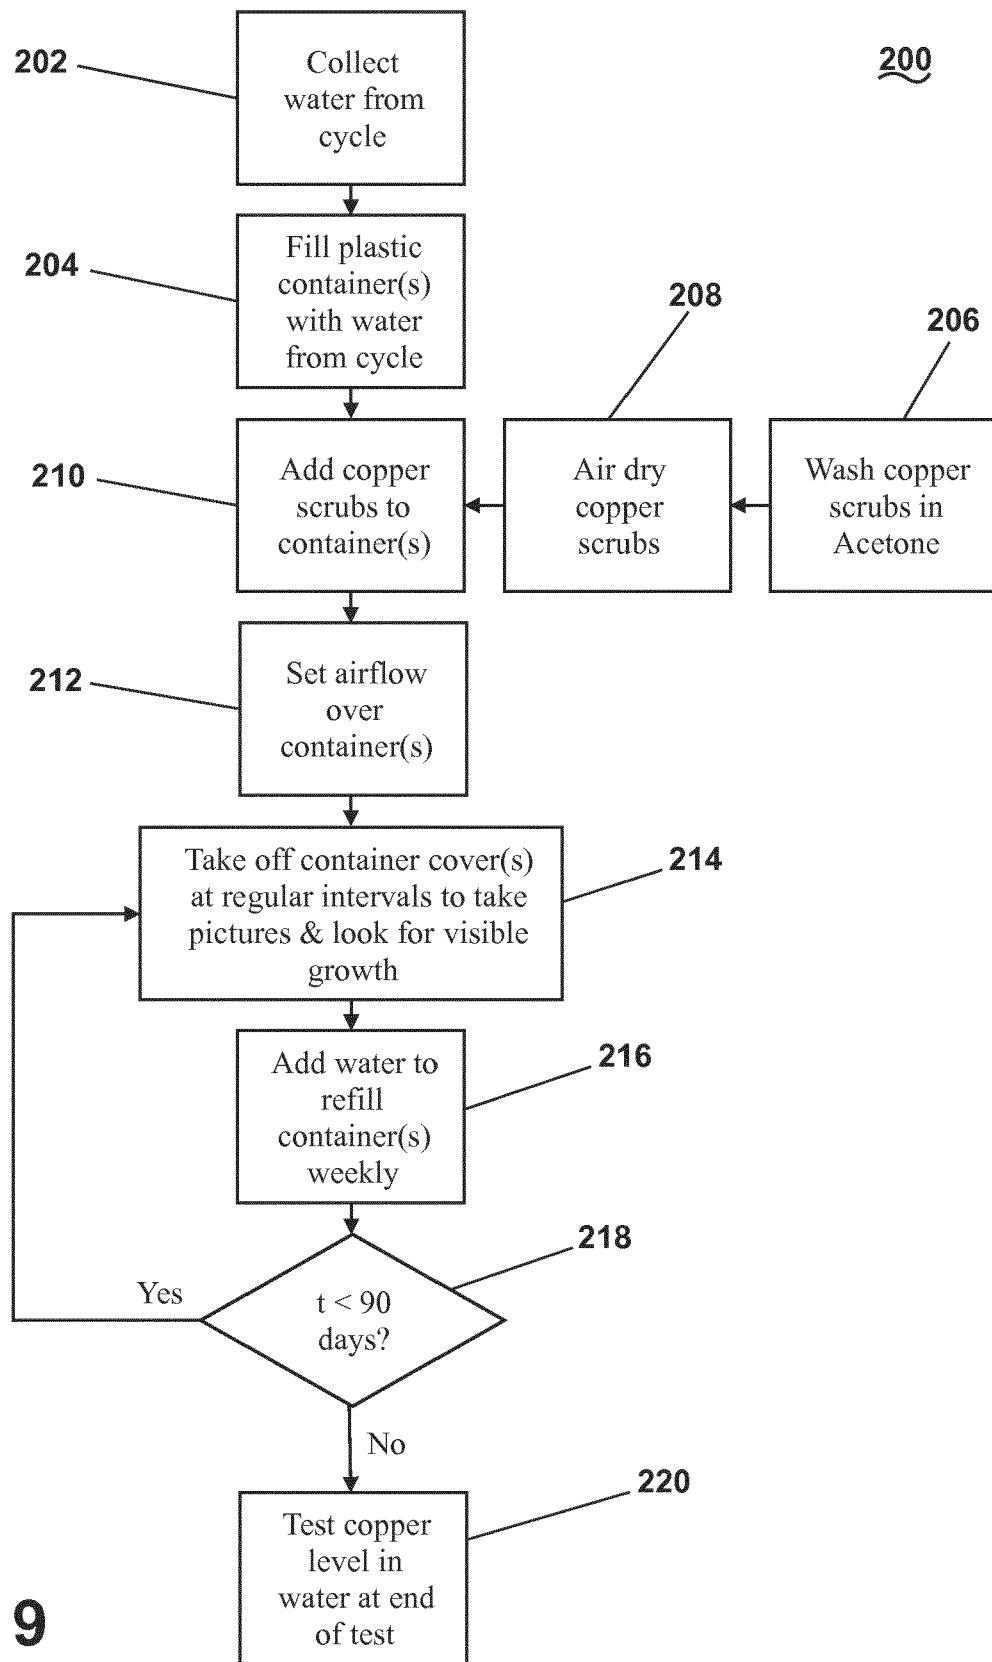 200
202
Collect
water from
cycle
204
Fill plastic
container(s)
with water
from cycle
208
206
210
Add copper
scrubs to
container(s)
Air dry
copper
scrubs
Wash copper
scrubs in
Acetone
212
Set airflow
over
container(s)
214
Take off container cover(s)
at regular intervals to take
pictures & look for visible
growth
216
Add water to
refill
container(s)
weekly
218
t < 90
days?
Yes
No
220
Test copper
level in
water at end
of test
9